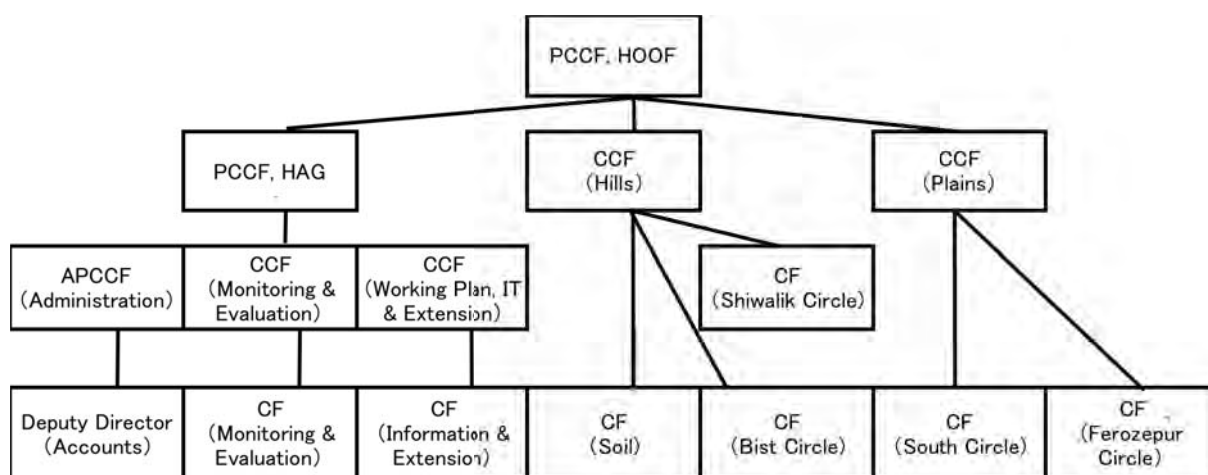 PCCF, HOOF
PCCF, HAG
CCF
(Hills)
CCF
(Plains)
APCCF
(Administration)
CCF
(Monitoring &
Evaluation)
CCF
(Working Plan, IT
& Extension)
CF
(Shiwalik Circle)
Deputy Director
(Accounts)
CF
(Monitoring &
Evaluation)
CF
(Information &
Extension)
CF
(Soil)
CF
(Bist Circle)
CF
(South Circle)
CF
(Ferozepur
Circle)